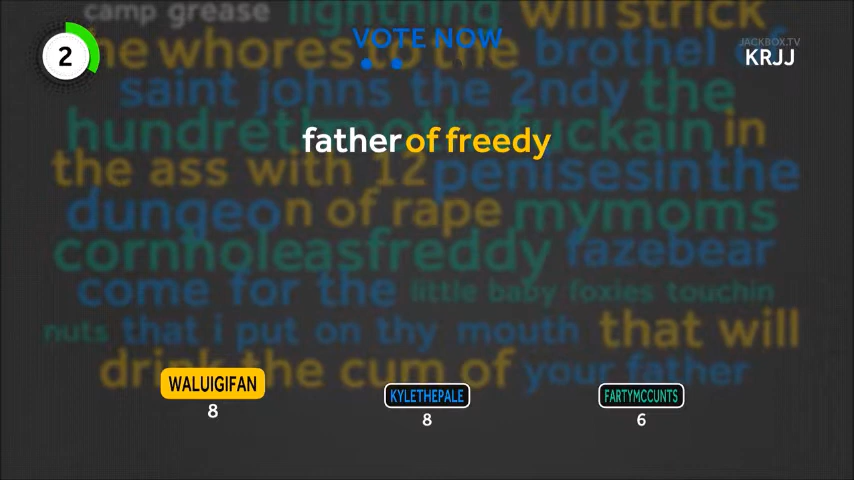 camp grease lightning will strick
VOTE NOW
JACKBOX.TV
2
he whores to the brothel of
KRJJ
saint johns the 2ndy the
hundreth nothafuckain in
father of freedy
the ass with 12 penisesinthe
dungeon of rape mymoms
cornholeasfreddy fazebear
come for the little baby foxies touchin
nuts that i put on thy mouth that will
drink the cum of your father
WALUIGIFAN
8
KYLETHEPALE
8
FARTYMCCUNTS
6